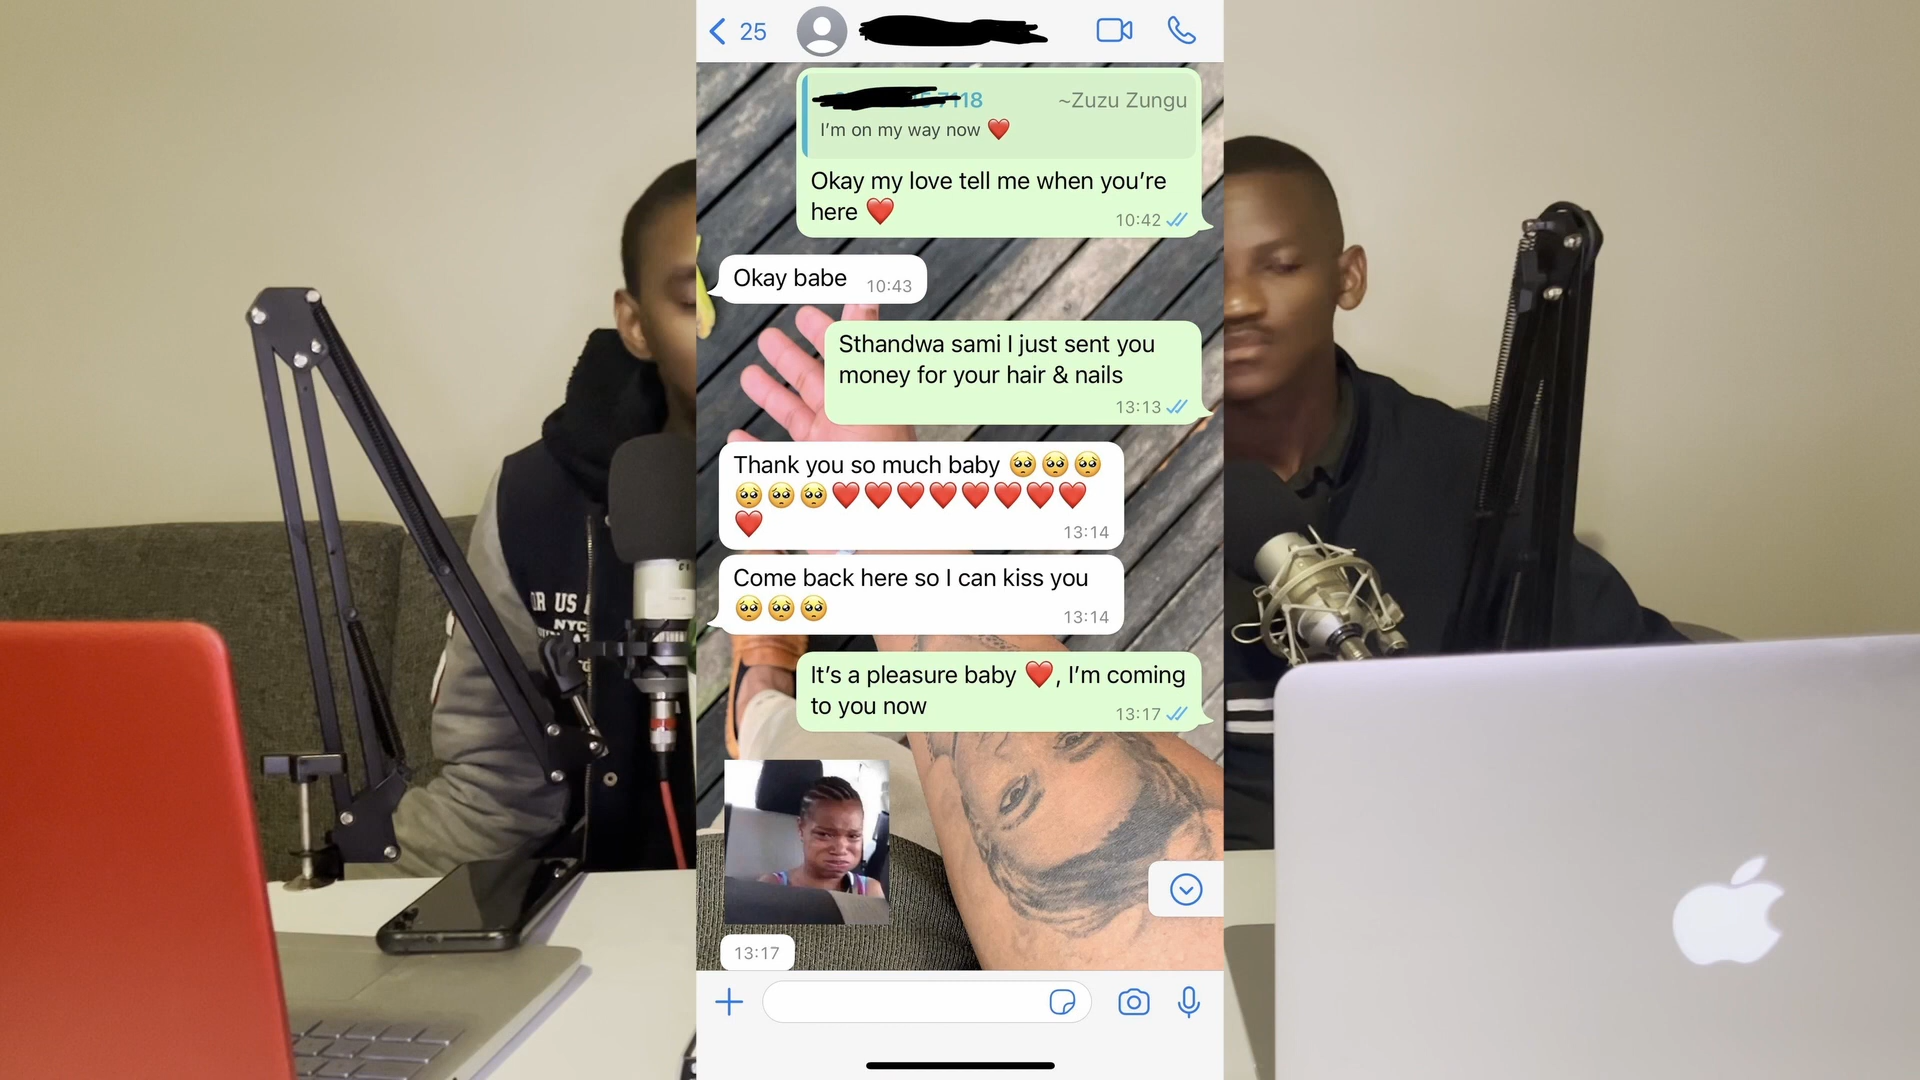 25
7118
~Zuzu Zungu
I'm on my way now ❤️
Okay my love tell me when you're
here ❤️
10:42
Okay babe
10:43
Sthandwa sami I just sent you
money for your hair & nails
13:13
Thank you so much baby 🥺🥺🥺
🥺🥺🥺❤️❤️❤️❤️❤️❤️❤️❤️
❤️
13:14
Come back here so I can kiss you
🥺🥺🥺
13:14
It's a pleasure baby ❤️, I'm coming
to you now
13:17
13:17
US
NYC